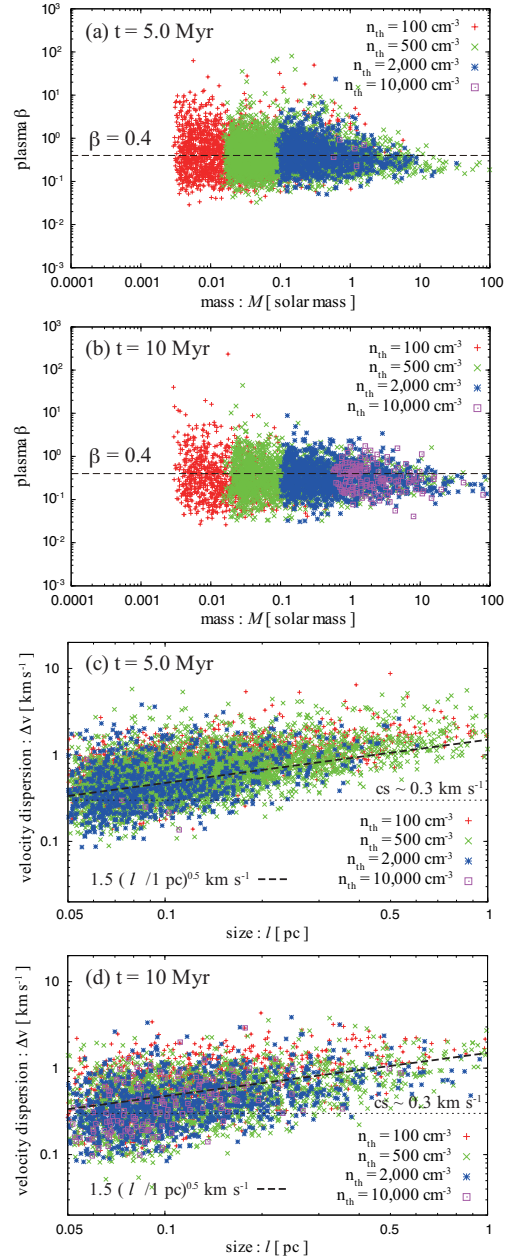 (a) t = 5.0 Myr
n_th = 100 cm⁻³
n_th = 500 cm⁻³
n_th = 2,000 cm⁻³
n_th = 10,000 cm⁻³
β = 0.4
plasma β
10³
10²
10¹
10⁰
10⁻¹
10⁻²
10⁻³
0.0001 0.001 0.01 0.1 1 10 100
mass : M [ solar mass ]
(b) t = 10 Myr
n_th = 100 cm⁻³
n_th = 500 cm⁻³
n_th = 2,000 cm⁻³
n_th = 10,000 cm⁻³
β = 0.4
plasma β
10³
10²
10¹
10⁰
10⁻¹
10⁻²
10⁻³
0.0001 0.001 0.01 0.1 1 10 100
mass : M [ solar mass ]
(c) t = 5.0 Myr
velocity dispersion : Δv [ km s⁻¹ ]
10
1
0.1
cs ~ 0.3 km s⁻¹
n_th = 100 cm⁻³
n_th = 500 cm⁻³
n_th = 2,000 cm⁻³
n_th = 10,000 cm⁻³
1.5 ( l /1 pc)^0.5 km s⁻¹
0.05 0.1 0.5 1
size : l [ pc ]
(d) t = 10 Myr
velocity dispersion : Δv [ km s⁻¹ ]
10
1
0.1
cs ~ 0.3 km s⁻¹
n_th = 100 cm⁻³
n_th = 500 cm⁻³
n_th = 2,000 cm⁻³
n_th = 10,000 cm⁻³
1.5 ( l /1 pc)^0.5 km s⁻¹
0.05 0.1 0.5 1
size : l [ pc ]